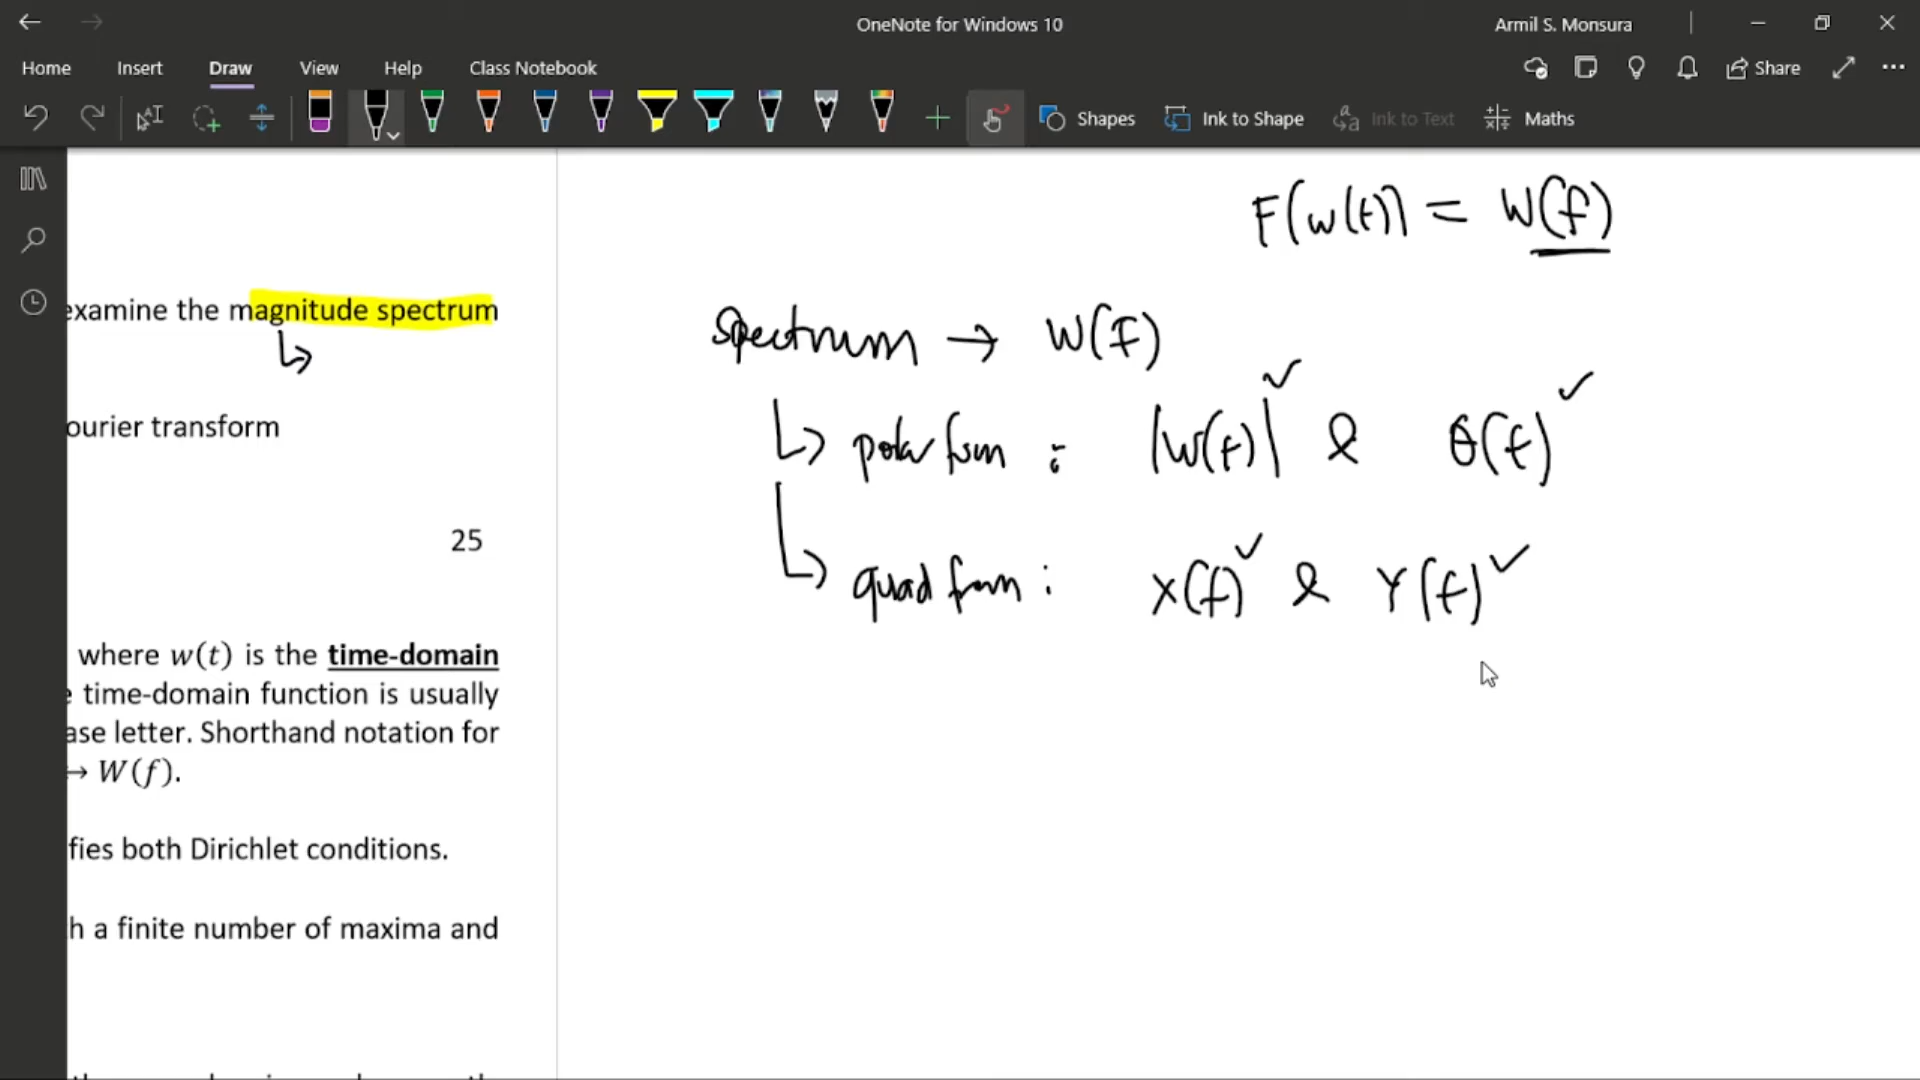 OneNote for Windows 10
Armil S. Monsura
Home Insert Draw View Help Class Notebook
Share
Shapes Ink to Shape Ink to Text Maths
F(w(t)) = W(f)
examine the magnitude spectrum
spectrum → W(f)
ourier transform
↳ polar form : |W(f)| & θ(f)
25
↳ quad form : X(f) & Y(f)
where w(t) is the time-domain
e time-domain function is usually
ase letter. Shorthand notation for
→ W(f).
fies both Dirichlet conditions.
h a finite number of maxima and